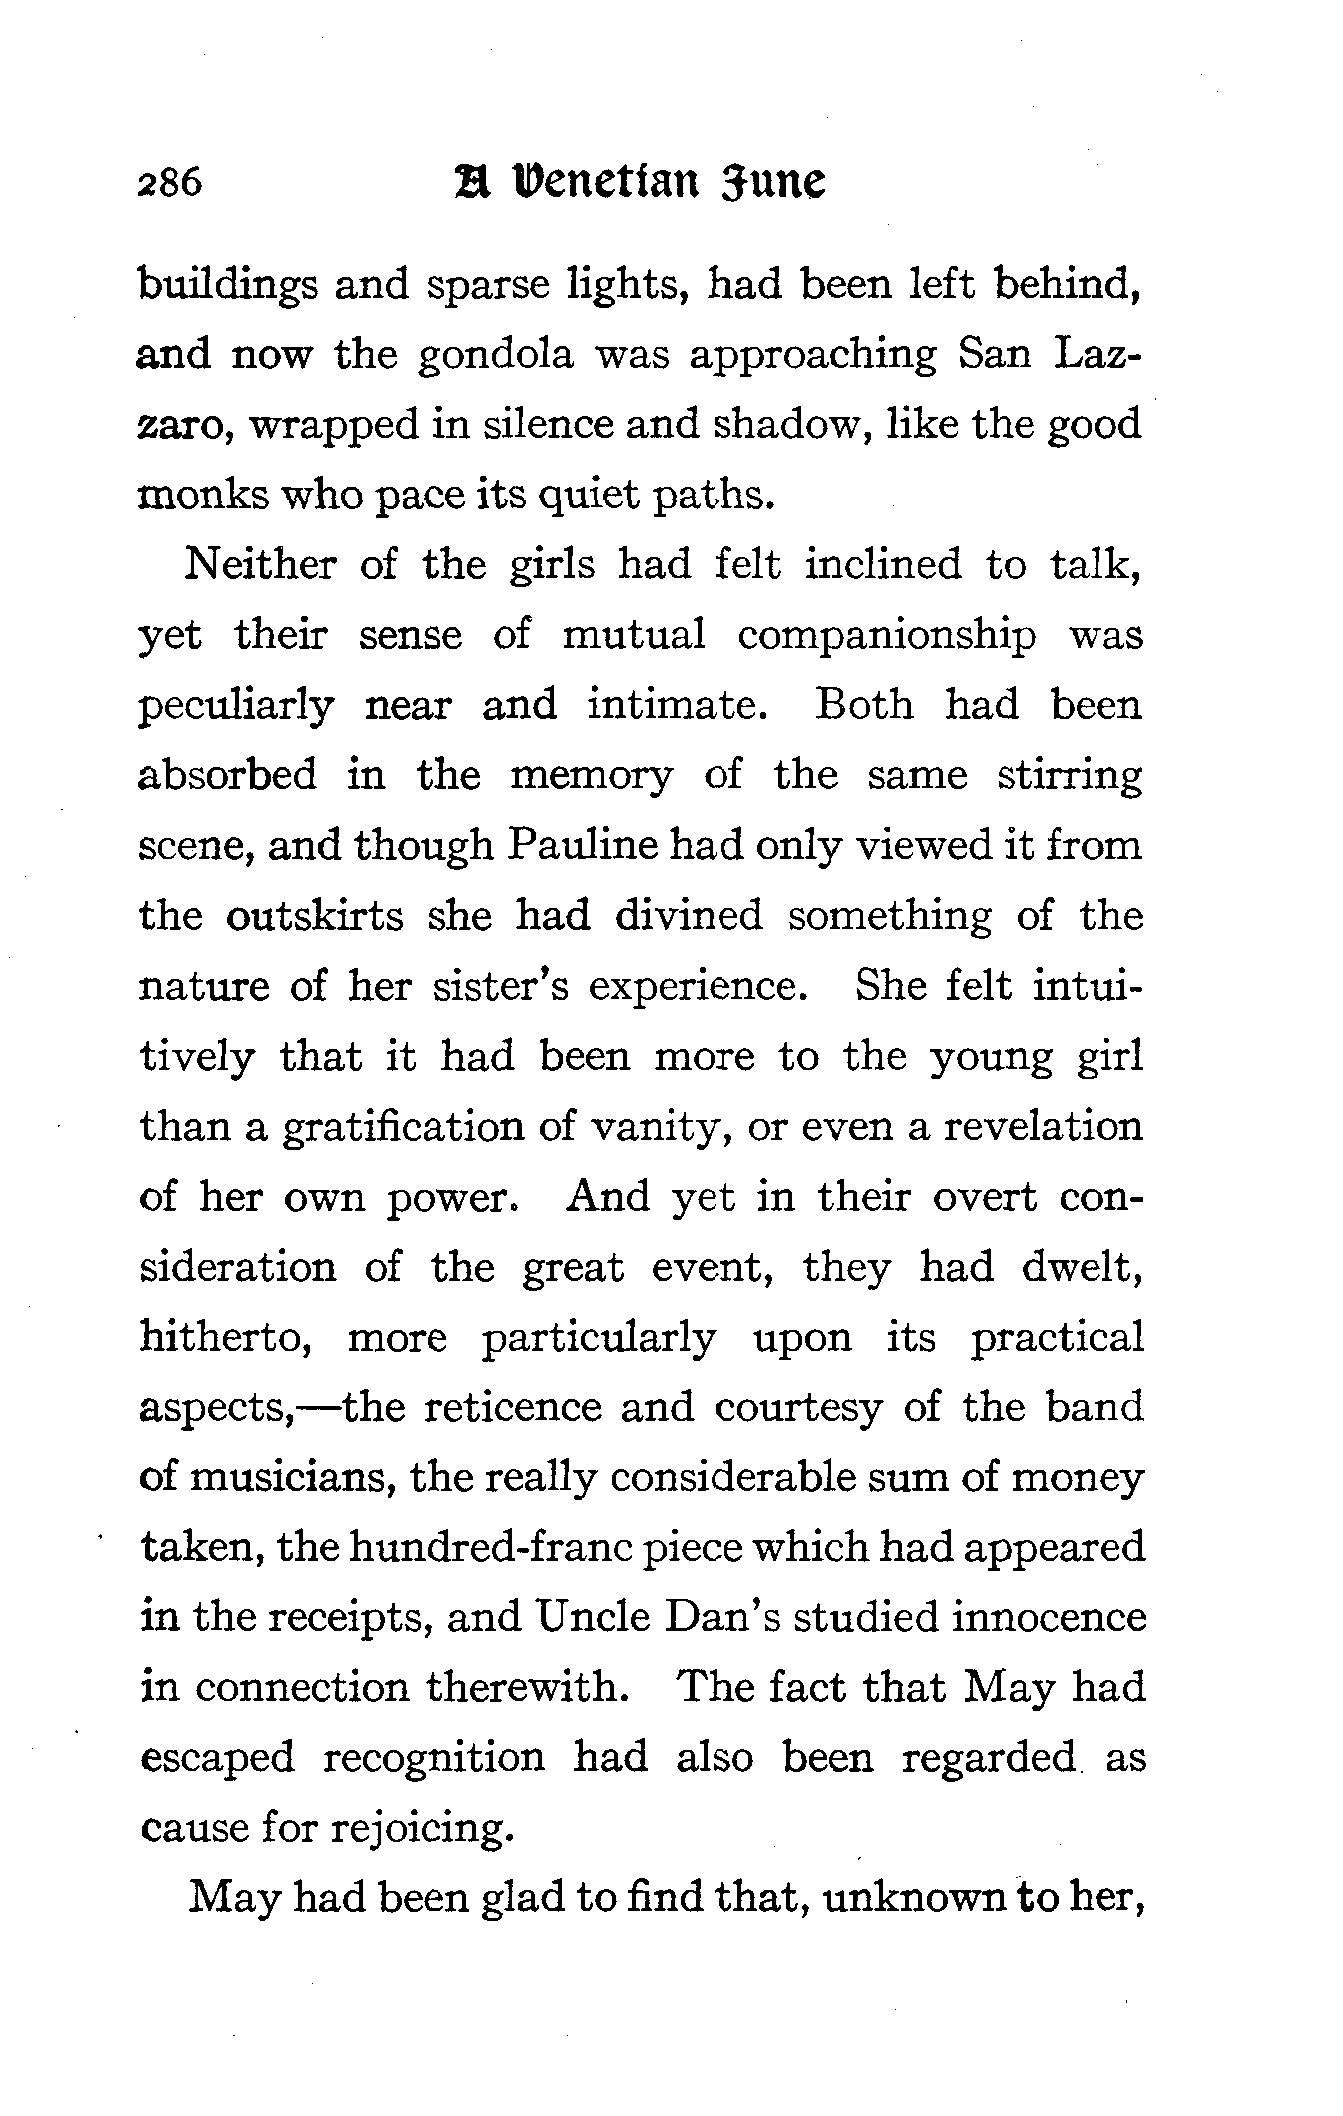 286 A Venetian June
buildings and sparse lights, had been left behind,
and now the gondola was approaching San Laz-
zaro, wrapped in silence and shadow, like the good
monks who pace its quiet paths.
Neither of the girls had felt inclined to talk,
yet their sense of mutual companionship was
peculiarly near and intimate. Both had been
absorbed in the memory of the same stirring
scene, and though Pauline had only viewed it from
the outskirts she had divined something of the
nature of her sister's experience. She felt intui-
tively that it had been more to the young girl
than a gratification of vanity, or even a revelation
of her own power. And yet in their overt con-
sideration of the great event, they had dwelt,
hitherto, more particularly upon its practical
aspects,—the reticence and courtesy of the band
of musicians, the really considerable sum of money
taken, the hundred-franc piece which had appeared
in the receipts, and Uncle Dan's studied innocence
in connection therewith. The fact that May had
escaped recognition had also been regarded as
cause for rejoicing.
May had been glad to find that, unknown to her,